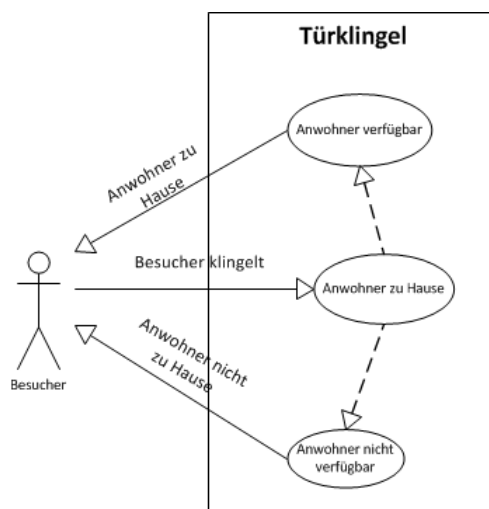 Türklingel
Anwohner verfügbar
Anwohner zu
Hause
Besucher klingelt
Anwohner zu Hause
Anwohner nicht
zu Hause
Besucher
Anwohner nicht
verfügbar